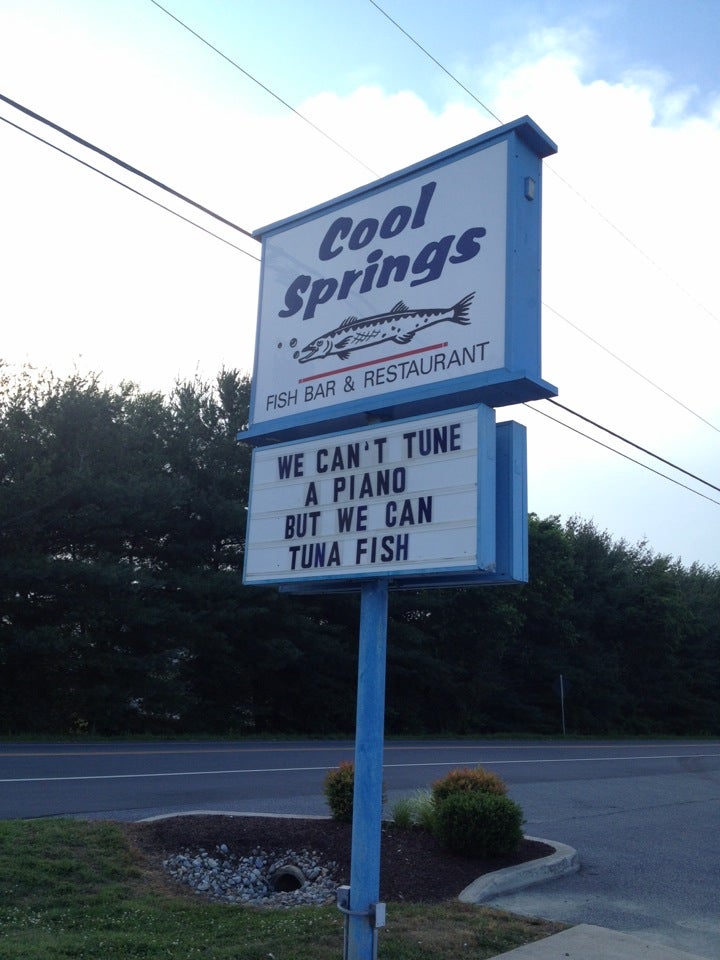 Cool
Springs
FISH BAR & RESTAURANT
WE CAN'T TUNE
A PIANO
BUT WE CAN
TUNA FISH